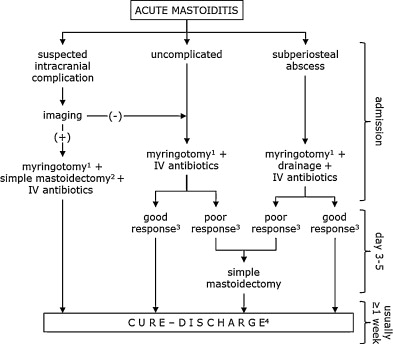 ACUTE MASTOIDITIS
suspected
intracranial
complication
uncomplicated
subperiosteal
abscess
imaging
(-)
(+)
myringotomy¹ +
simple mastoidectomy² +
IV antibiotics
myringotomy¹ +
IV antibiotics
myringotomy¹ +
drainage +
IV antibiotics
admission
good
response³
poor
response³
poor
response³
good
response³
day 3-5
simple
mastoidectomy
CURE–DISCHARGE⁴
usually
≥1 week